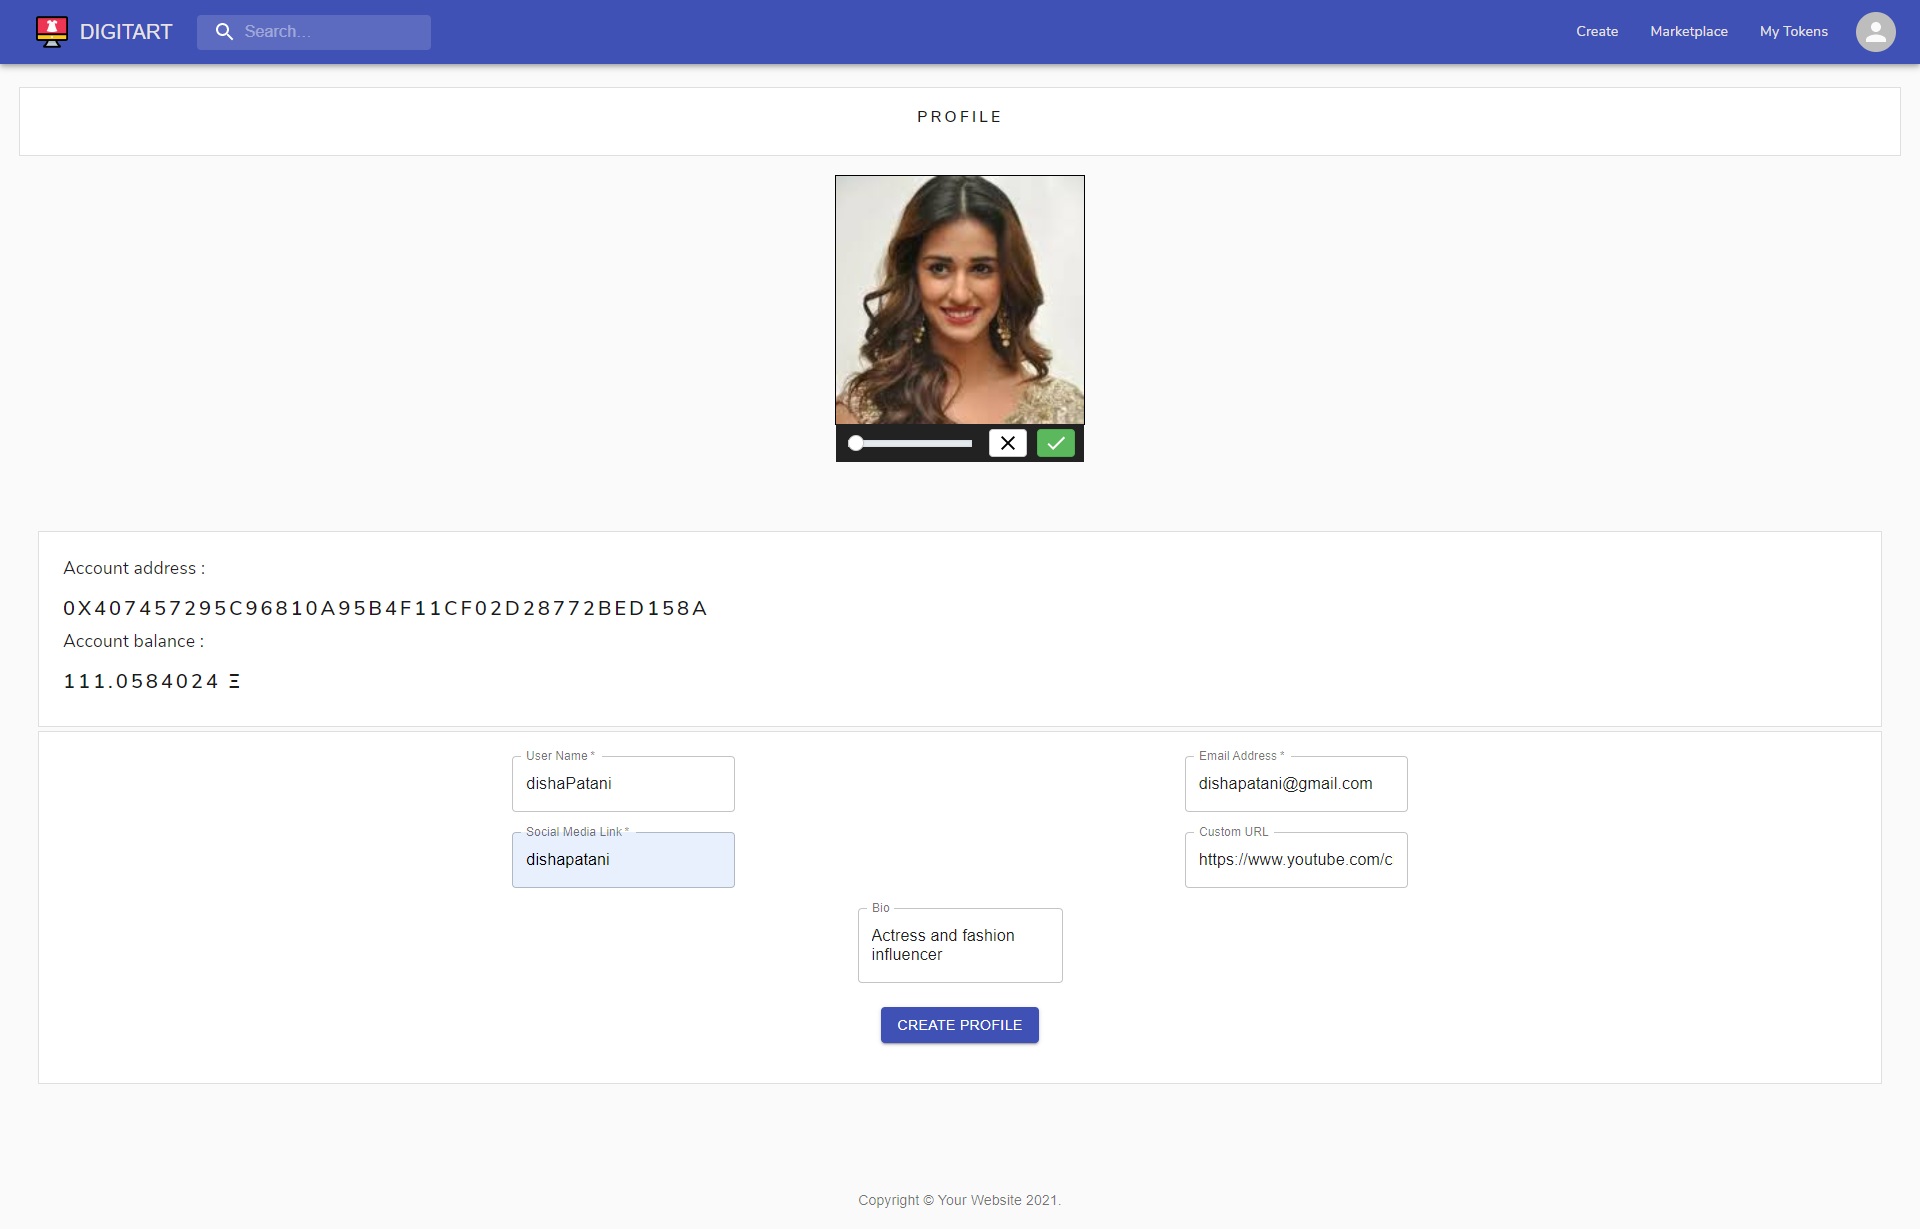 DIGITART
Search...
Create
Marketplace
My Tokens
PROFILE
Account address :
0X407457295C96810A95B4F11CF02D28772BED158A
Account balance :
111.0584024 Ξ
User Name *
dishaPatani
Email Address *
dishapatani@gmail.com
Social Media Link *
dishapatani
Custom URL
https://www.youtube.com/c
Bio
Actress and fashion
influencer
CREATE PROFILE
Copyright © Your Website 2021.